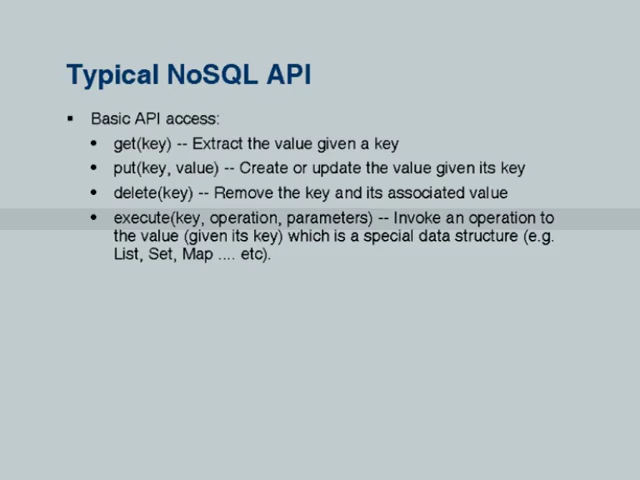 Typical NoSQL API
▪ Basic API access:
• get(key) -- Extract the value given a key
• put(key, value) -- Create or update the value given its key
• delete(key) -- Remove the key and its associated value
• execute(key, operation, parameters) -- Invoke an operation to
the value (given its key) which is a special data structure (e.g.
List, Set, Map .... etc).